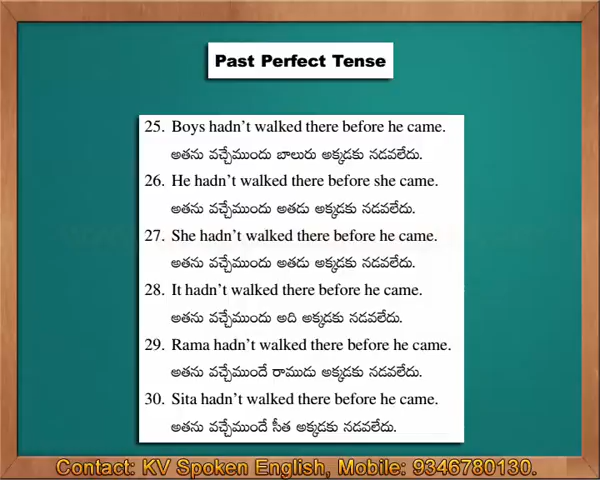 Past Perfect Tense
25. Boys hadn't walked there before he came.
అతను వచ్చేముందు బాలురు అక్కడకు నడవలేదు.
26. He hadn't walked there before she came.
అతను వచ్చేముందు అతడు అక్కడకు నడవలేదు.
27. She hadn't walked there before he came.
అతను వచ్చేముందు అతడు అక్కడకు నడవలేదు.
28. It hadn't walked there before he came.
అతను వచ్చేముందు అది అక్కడకు నడవలేదు.
29. Rama hadn't walked there before he came.
అతను వచ్చేముందే రాముడు అక్కడకు నడవలేదు.
30. Sita hadn't walked there before he came.
అతను వచ్చేముందే సీత అక్కడకు నడవలేదు.
Contact: KV Spoken English, Mobile: 9346780130.